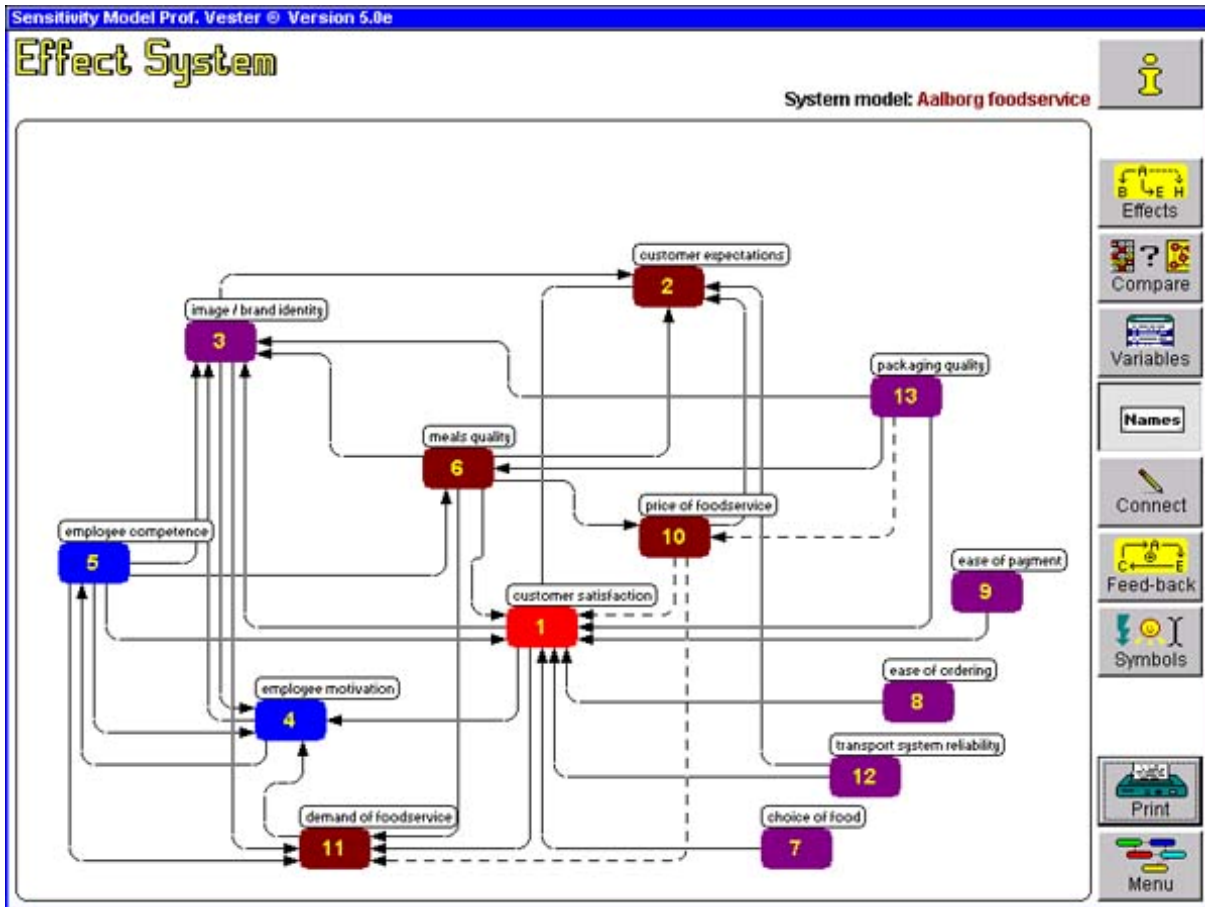 Sensitivity Model Prof. Vester ® Version 5.0e
Effect System
System model: Aalborg foodservice
B A E H
Effects
?
Compare
Variables
Names
Connect
A
C E
Feed-back
Symbols
Print
Menu
customer expectations
2
image / brand identity
3
packaging quality
13
meals quality
6
price of foodservice
10
employee competence
5
ease of payment
9
customer satisfaction
1
ease of ordering
8
employee motivation
4
transport system reliability
12
demand of foodservice
11
choice of food
7